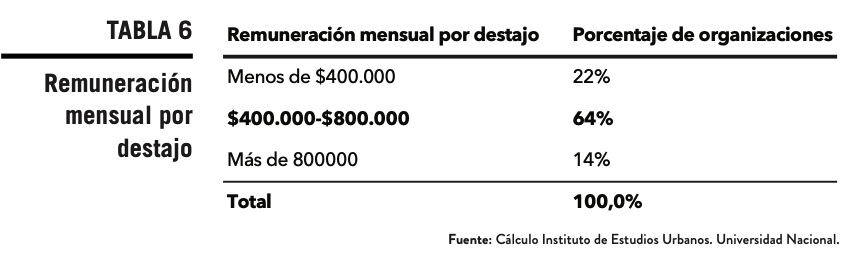 TABLA 6
Remuneración
mensual por
destajo
Remuneración mensual por destajo Porcentaje de organizaciones
Menos de $400.000 22%
$400.000-$800.000 64%
Más de 800000 14%
Total 100,0%
Fuente: Cálculo Instituto de Estudios Urbanos. Universidad Nacional.